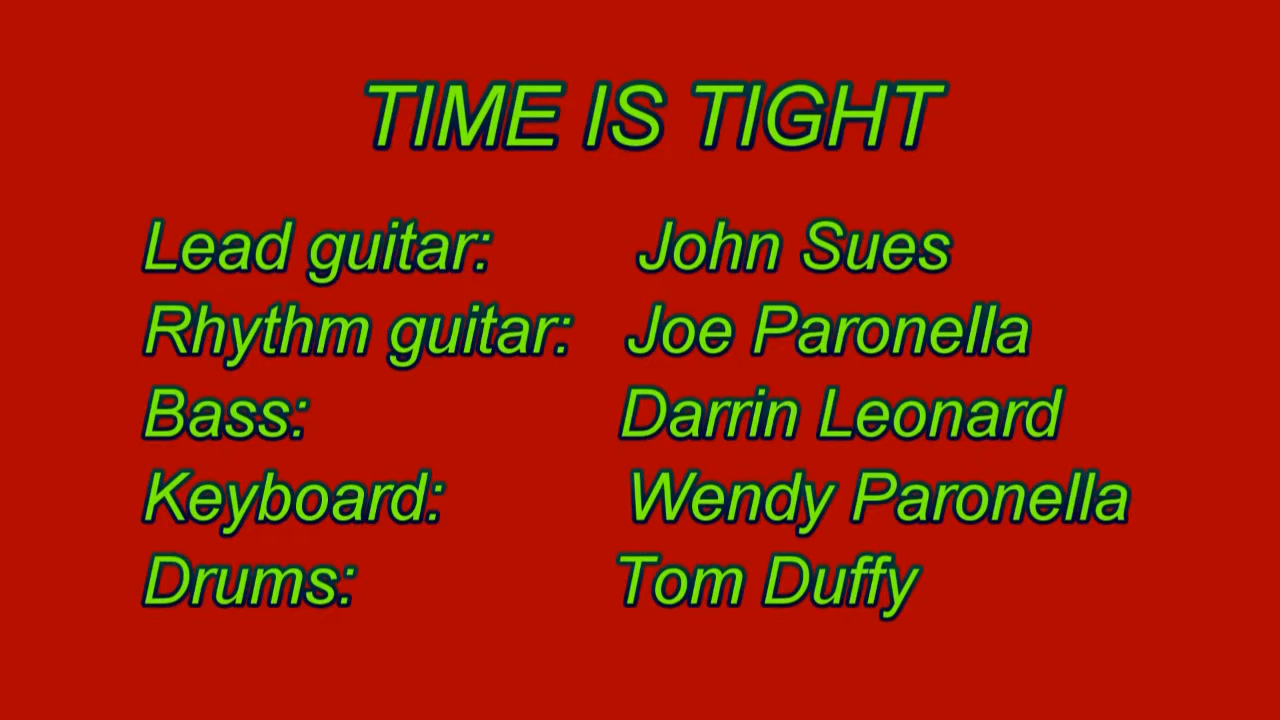 TIME IS TIGHT
Lead guitar: John Sues
Rhythm guitar: Joe Paronella
Bass: Darrin Leonard
Keyboard: Wendy Paronella
Drums: Tom Duffy